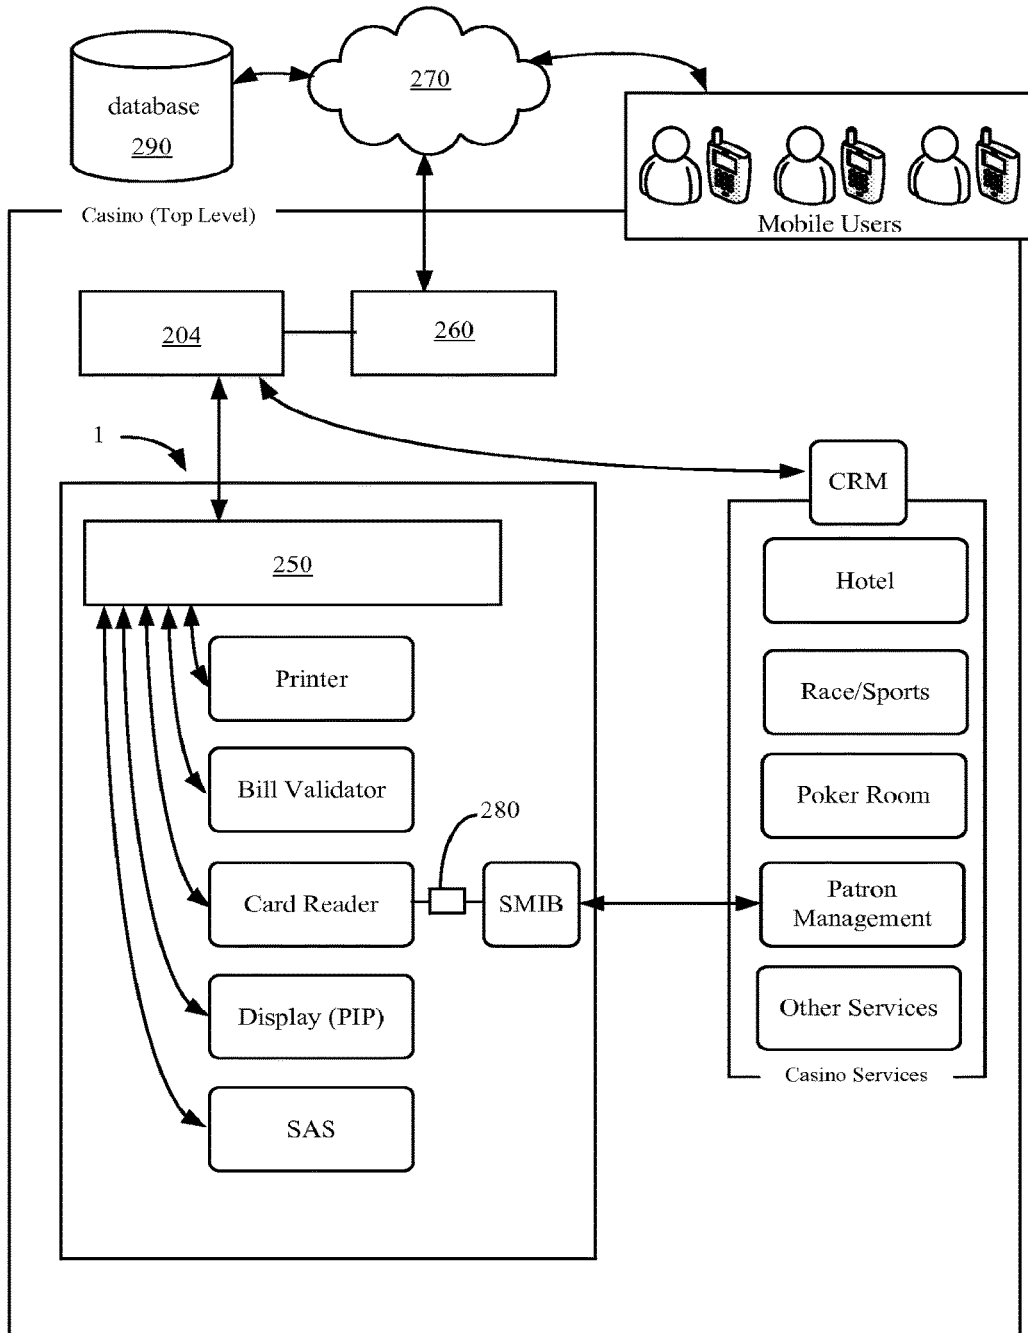 270
database
290
Mobile Users
Casino (Top Level)
204
260
1
CRM
250
Hotel
Printer
Race/Sports
Bill Validator
Poker Room
280
Card Reader
SMIB
Patron
Management
Display (PIP)
Other Services
Casino Services
SAS